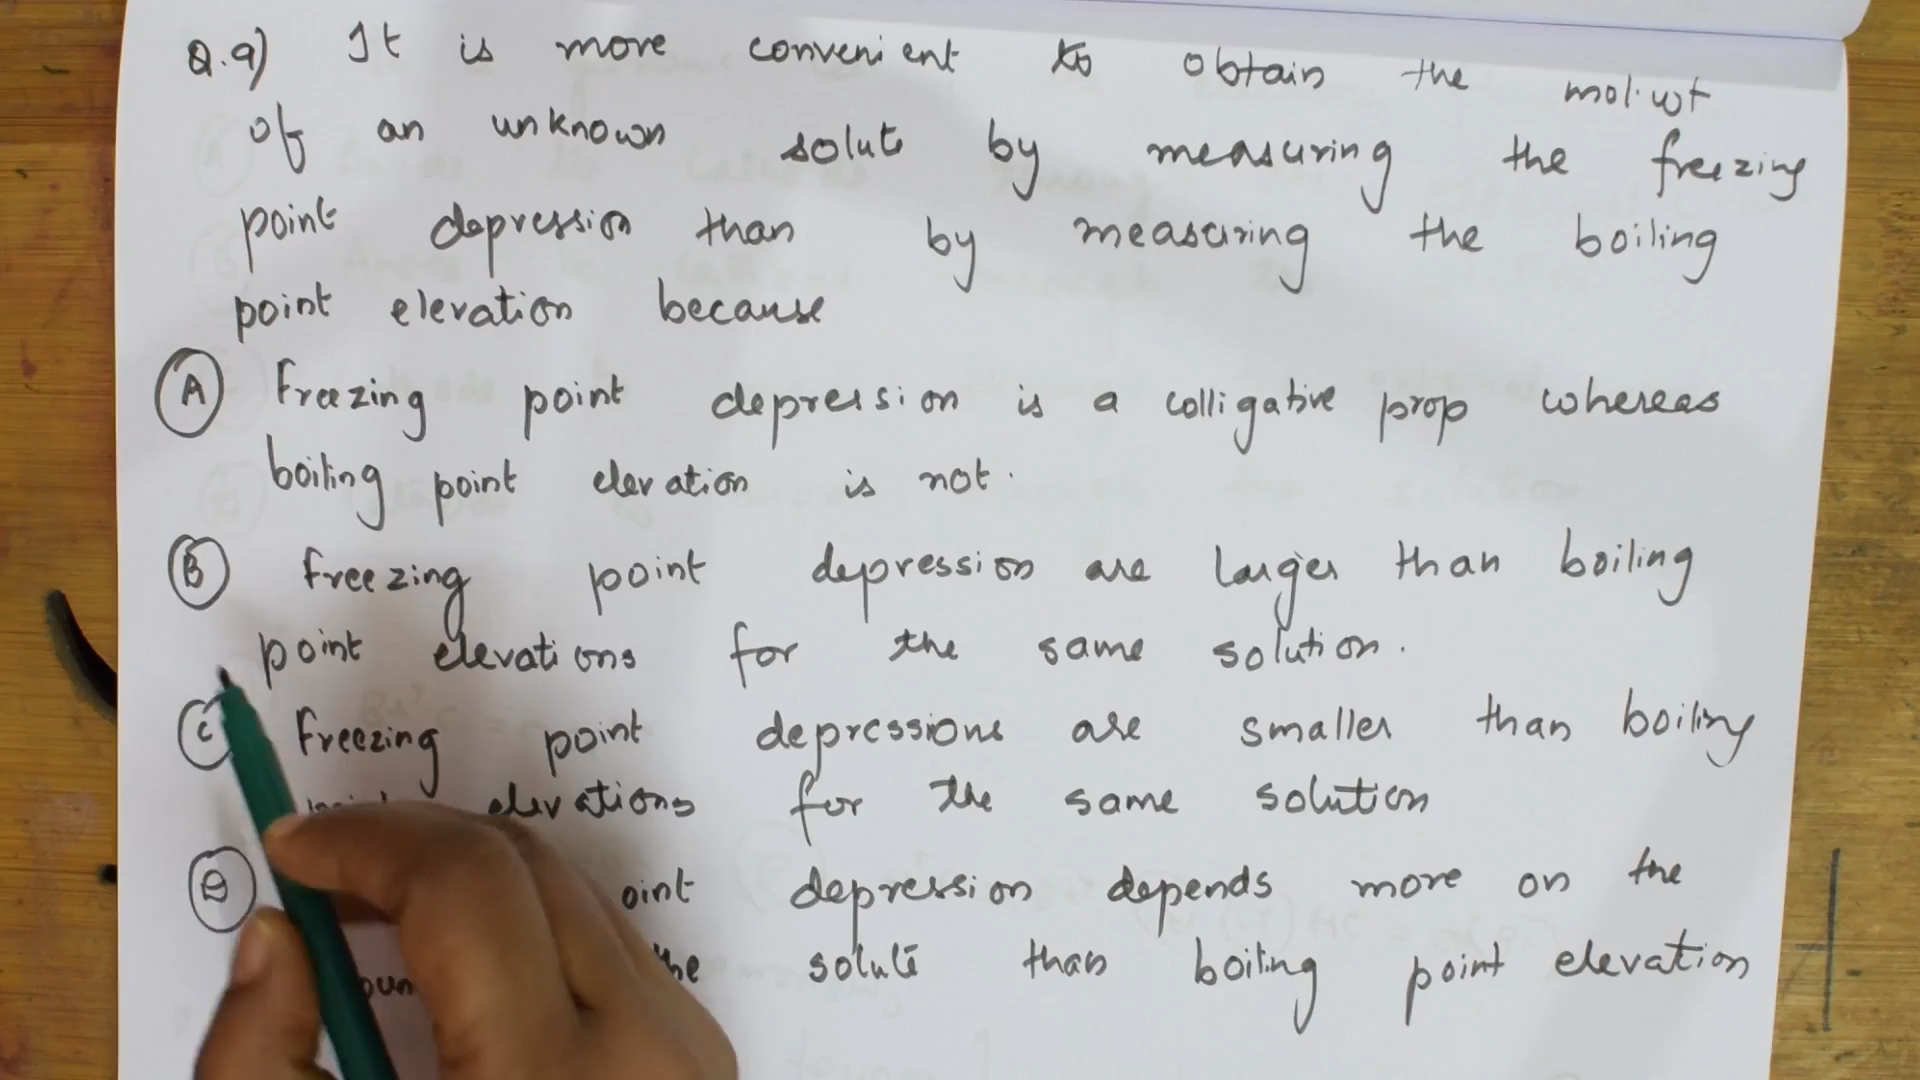 Q.9) It is more convenient to obtain the mol.wt
of an unknown solute by measuring the freezing
point depression than by measuring the boiling
point elevation because
A Freezing point depression is a colligative prop whereas
boiling point elevation is not.
B freezing point depression are larger than boiling
point elevations for the same solution.
C freezing point depressions are smaller than boiling
elevations for the same solution
D oint depression depends more on the
solute than boiling point elevation